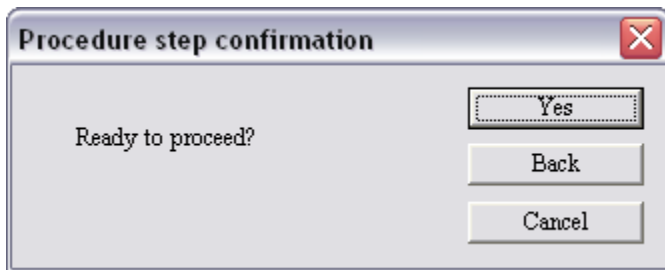 Procedure step confirmation
Ready to proceed?
Yes
Back
Cancel